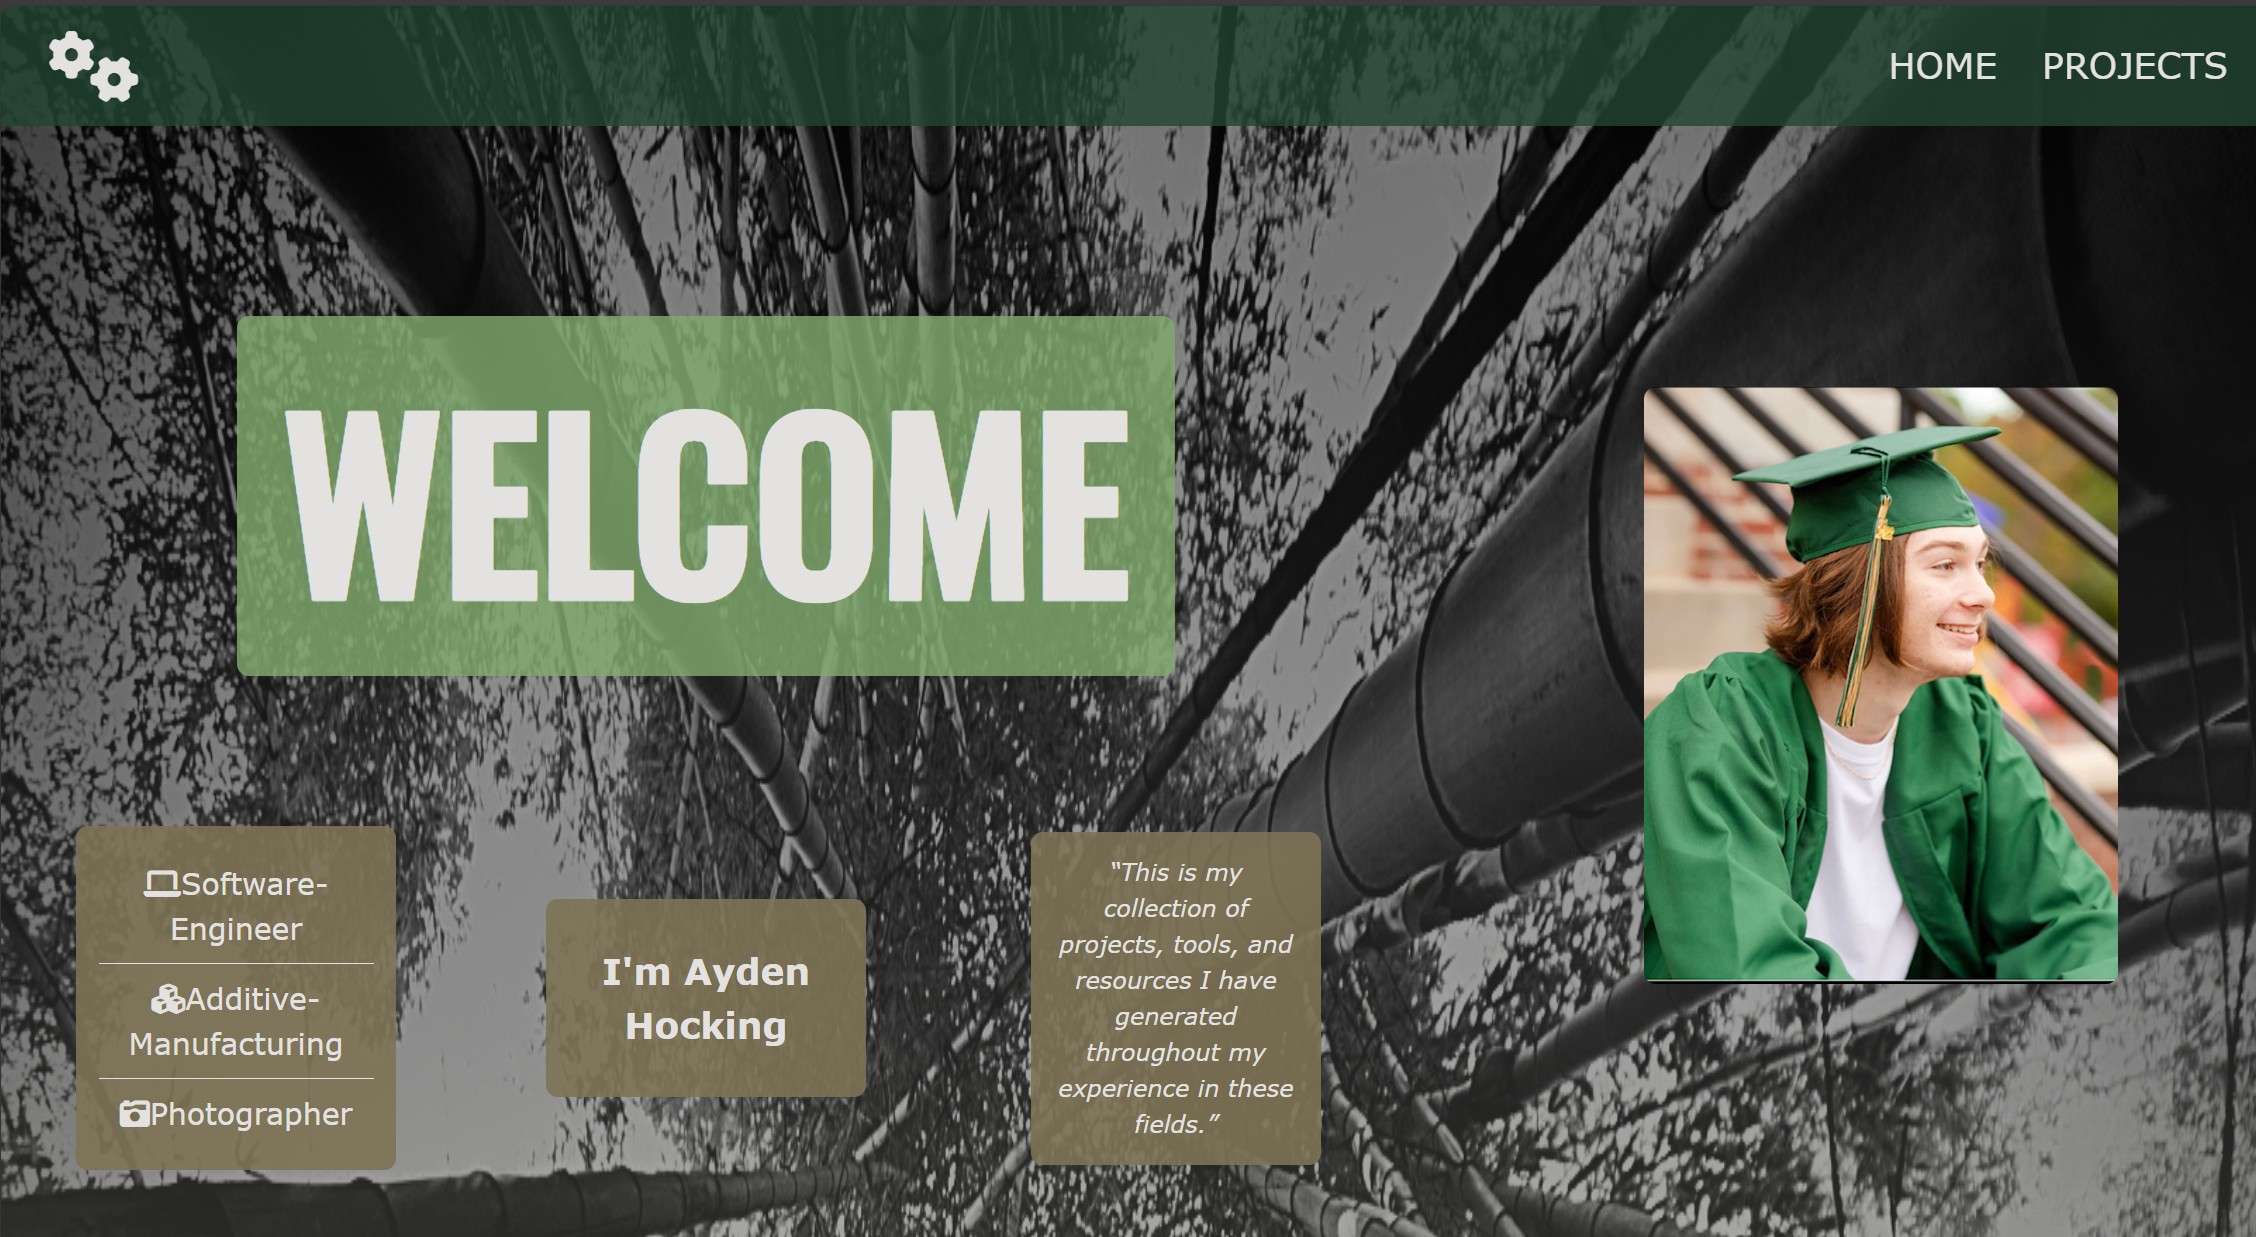 HOME PROJECTS
WELCOME
Software-
Engineer
Additive-
Manufacturing
Photographer
I'm Ayden
Hocking
“This is my
collection of
projects, tools, and
resources I have
generated
throughout my
experience in these
fields.”